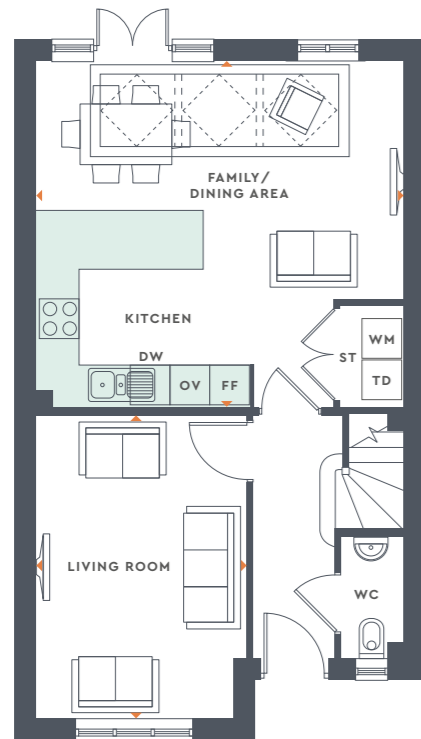 FAMILY/
DINING AREA
KITCHEN
DW
OV
FF
ST
WM
TD
LIVING ROOM
WC